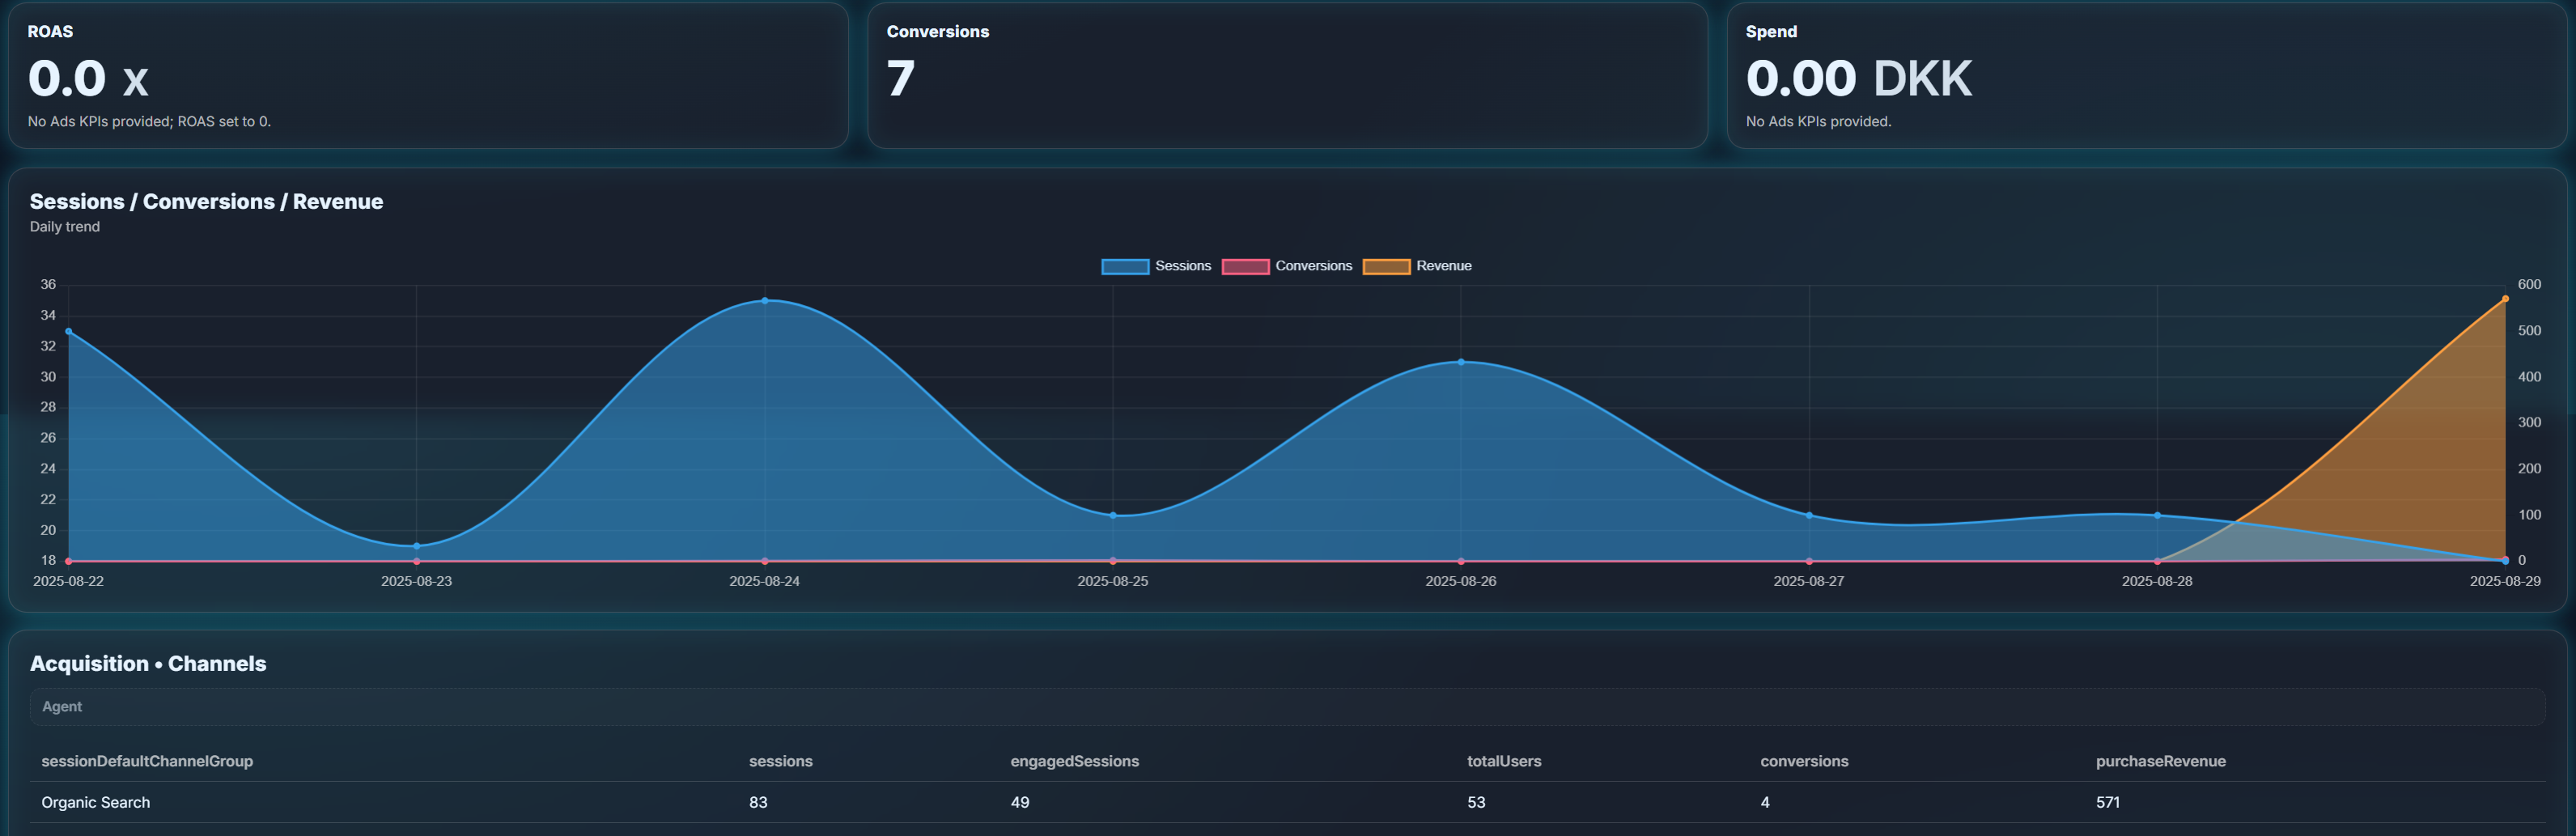 ROAS
0.0 x
No Ads KPIs provided; ROAS set to 0.
Conversions
7
Spend
0.00 DKK
No Ads KPIs provided.
Sessions / Conversions / Revenue
Daily trend
Sessions Conversions Revenue
36
34
32
30
28
26
24
22
20
18
600
500
400
300
200
100
0
2025-08-22 2025-08-23 2025-08-24 2025-08-25 2025-08-26 2025-08-27 2025-08-28 2025-08-29
Acquisition • Channels
Agent
sessionDefaultChannelGroup sessions engagedSessions totalUsers conversions purchaseRevenue
Organic Search 83 49 53 4 571